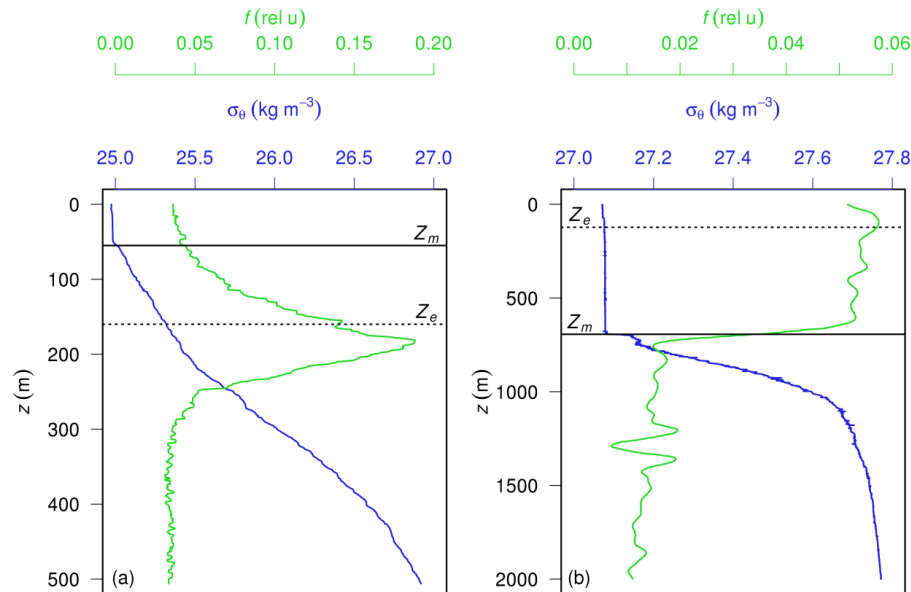 f (rel u)
0.00 0.05 0.10 0.15 0.20
σθ (kg m−3)
25.0 25.5 26.0 26.5 27.0
0
100
200
300
400
500
z (m)
Zm
Ze
(a)
f (rel u)
0.00 0.02 0.04 0.06
σθ (kg m−3)
27.0 27.2 27.4 27.6 27.8
0
500
1000
1500
2000
z (m)
Ze
Zm
(b)